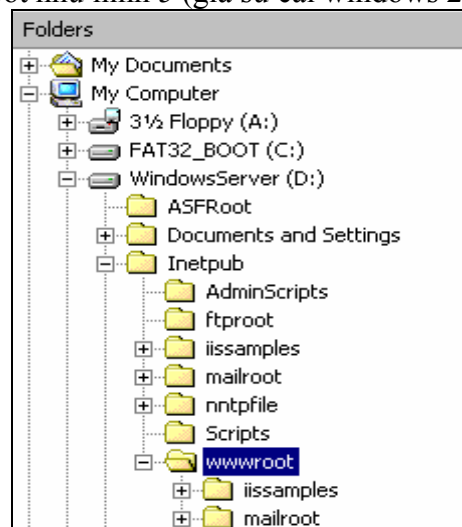 Folders
My Documents
My Computer
3½ Floppy (A:)
FAT32_BOOT (C:)
WindowsServer (D:)
ASFRoot
Documents and Settings
Inetpub
AdminScripts
ftproot
iissamples
mailroot
nntpfile
Scripts
wwwroot
iissamples
mailroot